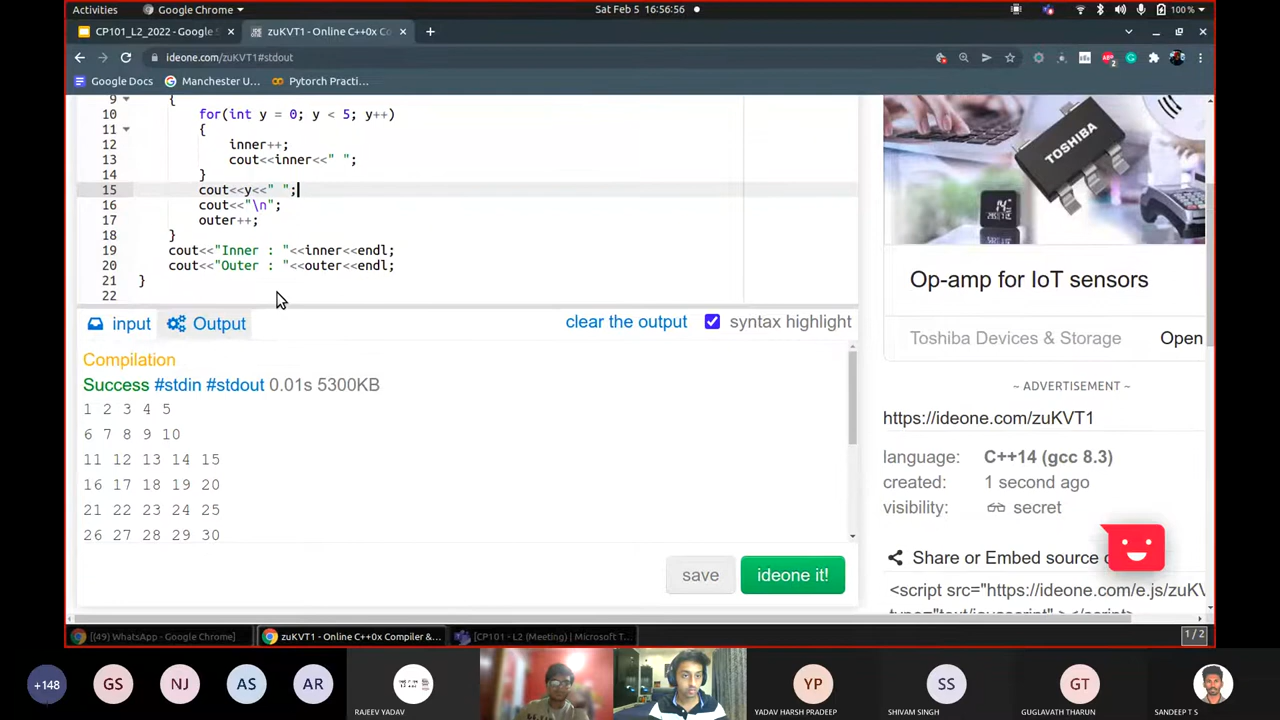 Activities
Google Chrome
Sat Feb 5 16:56:56
100 %
CP101_L2_2022 - Google
zuKVT1 - Online C++0x Co
ideone.com/zuKVT1#stdout
Google Docs
Manchester U...
Pytorch Practi...
9 {
10 for(int y = 0; y < 5; y++)
11 {
12 inner++;
13 cout<<inner<<" ";
14 }
15 cout<<y<<" ";
16 cout<<"\n";
17 outer++;
18 }
19 cout<<"Inner : "<<inner<<endl;
20 cout<<"Outer : "<<outer<<endl;
21 }
22
input
Output
clear the output
syntax highlight
Compilation
Success #stdin #stdout 0.01s 5300KB
1 2 3 4 5
6 7 8 9 10
11 12 13 14 15
16 17 18 19 20
21 22 23 24 25
26 27 28 29 30
save
ideone it!
TOSHIBA
Op-amp for IoT sensors
Toshiba Devices & Storage
Open
~ ADVERTISEMENT ~
https://ideone.com/zuKVT1
language: C++14 (gcc 8.3)
created: 1 second ago
visibility: secret
Share or Embed source c
<script src="https://ideone.com/e.js/zuKV
[(49) WhatsApp - Google Chrome]
zuKVT1 - Online C++0x Compiler &...
[CP101 - L2 (Meeting) | Microsoft T...
1 / 2
+148
GS
NJ
AS
AR
RAJEEV YADAV
YP
YADAV HARSH PRADEEP
SS
SHIVAM SINGH
GT
GUGLAVATH THARUN
SANDEEP T S